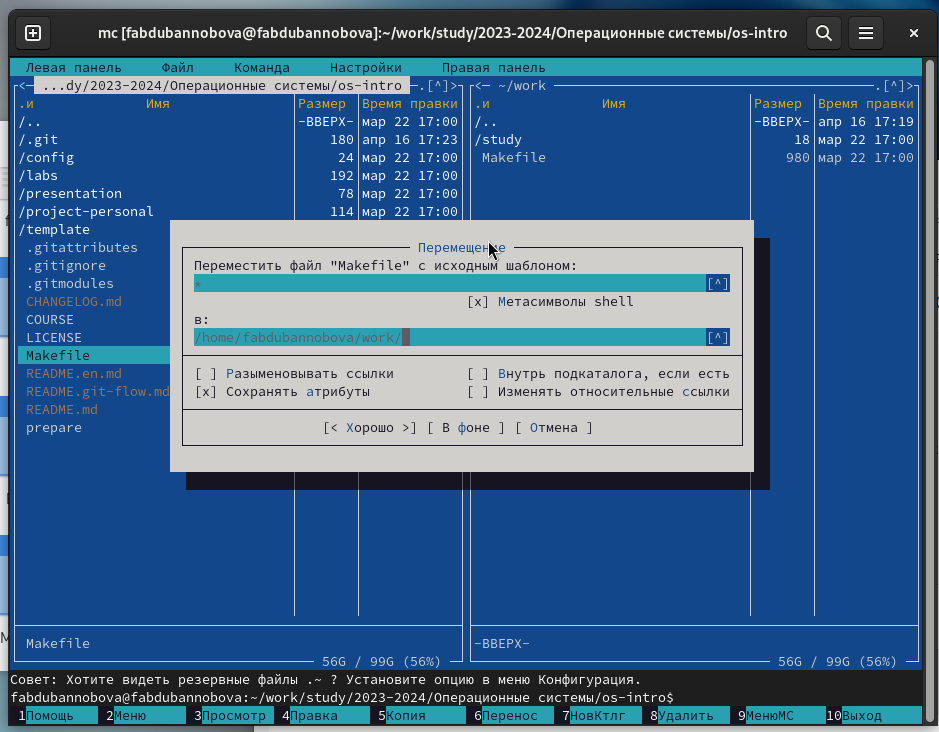 mc [fabdubannobova@fabdubannobova]:~/work/study/2023-2024/Операционные системы/os-intro
Левая панель Файл Команда Настройки Правая панель
<— ...dy/2023-2024/Операционные системы/os-intro —.[^]>
.и Имя Размер Время правки
/.. -ВВЕРХ- мар 22 17:00
/.git 180 апр 16 17:23
/config 24 мар 22 17:00
/labs 192 мар 22 17:00
/presentation 78 мар 22 17:00
/project-personal 114 мар 22 17:00
/template
.gitattributes
.gitignore
.gitmodules
CHANGELOG.md
COURSE
LICENSE
Makefile
README.en.md
README.git-flow.md
README.md
prepare
Makefile
56G / 99G (56%)
<— ~/work .[^]>
.и Имя Размер Время правки
/.. -ВВЕРХ- апр 16 17:19
/study 18 мар 22 17:00
Makefile 980 мар 22 17:00
-ВВЕРХ-
56G / 99G (56%)
Перемещение
Переместить файл "Makefile" с исходным шаблоном:
* [^]
[x] Метасимволы shell
в:
/home/fabdubannobova/work/ [^]
[ ] Разыменовывать ссылки [ ] Внутрь подкаталога, если есть
[x] Сохранять атрибуты [ ] Изменять относительные ссылки
[< Хорошо >] [ В фоне ] [ Отмена ]
Совет: Хотите видеть резервные файлы .~ ? Установите опцию в меню Конфигурация.
fabdubannobova@fabdubannobova:~/work/study/2023-2024/Операционные системы/os-intro$
1Помощь 2Меню 3Просмотр 4Правка 5Копия 6Перенос 7НовКтлг 8Удалить 9МенюМС 10Выход